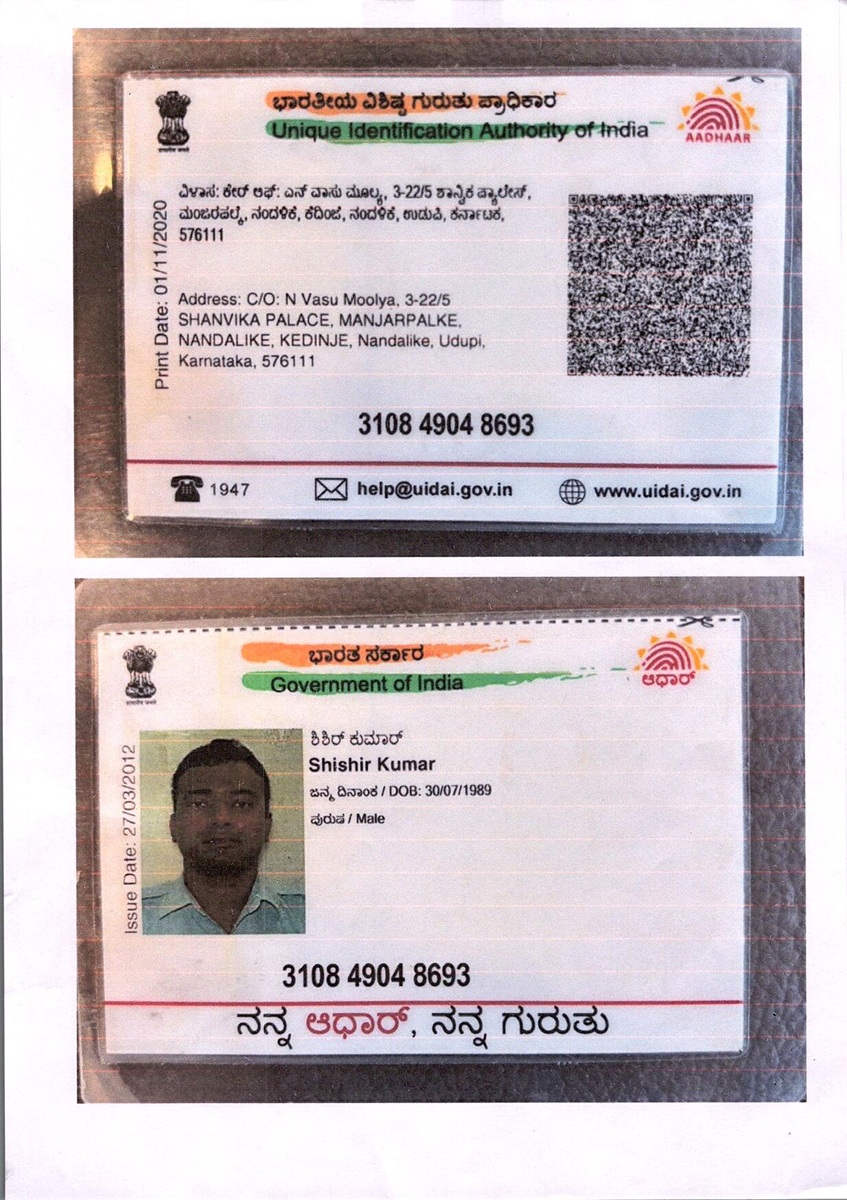 ಭಾರತೀಯ ವಿಶಿಷ್ಟ ಗುರುತು ಪ್ರಾಧಿಕಾರ
Unique Identification Authority of India
AADHAAR
Print Date: 01/11/2020
ವಿಳಾಸ: ಕೇರ್ ಆಫ್: ಎನ್ ವಾಸು ಮೂಲ್ಯ, 3-22/5 ಶಾನ್ವಿಕ ಪ್ಯಾಲೇಸ್,
ಮಂಜರಪಲ್ಕೆ, ನಂದಳಿಕೆ, ಕೆದಿಂಜೆ, ನಂದಳಿಕೆ, ಉಡುಪಿ, ಕರ್ನಾಟಕ,
576111
Address: C/O: N Vasu Moolya, 3-22/5
SHANVIKA PALACE, MANJARPALKE,
NANDALIKE, KEDINJE, Nandalike, Udupi,
Karnataka, 576111
3108 4904 8693
1947 help@uidai.gov.in www.uidai.gov.in
ಭಾರತ ಸರ್ಕಾರ
Government of India
ಆಧಾರ್
Issue Date: 27/03/2012
ಶಿಶಿರ್ ಕುಮಾರ್
Shishir Kumar
ಜನ್ಮ ದಿನಾಂಕ / DOB: 30/07/1989
ಪುರುಷ / Male
3108 4904 8693
ನನ್ನ ಆಧಾರ್, ನನ್ನ ಗುರುತು